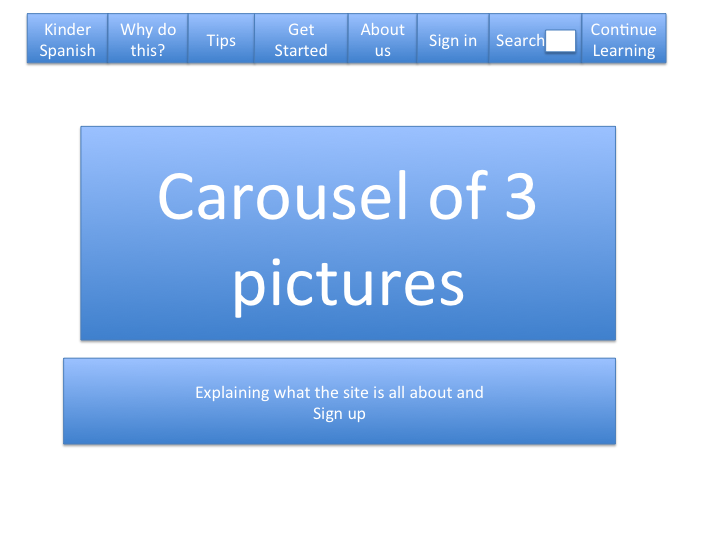 Kinder
Spanish
Why do
this?
Tips
Get
Started
About
us
Sign in
Search
Continue
Learning
Carousel of 3
pictures
Explaining what the site is all about and
Sign up